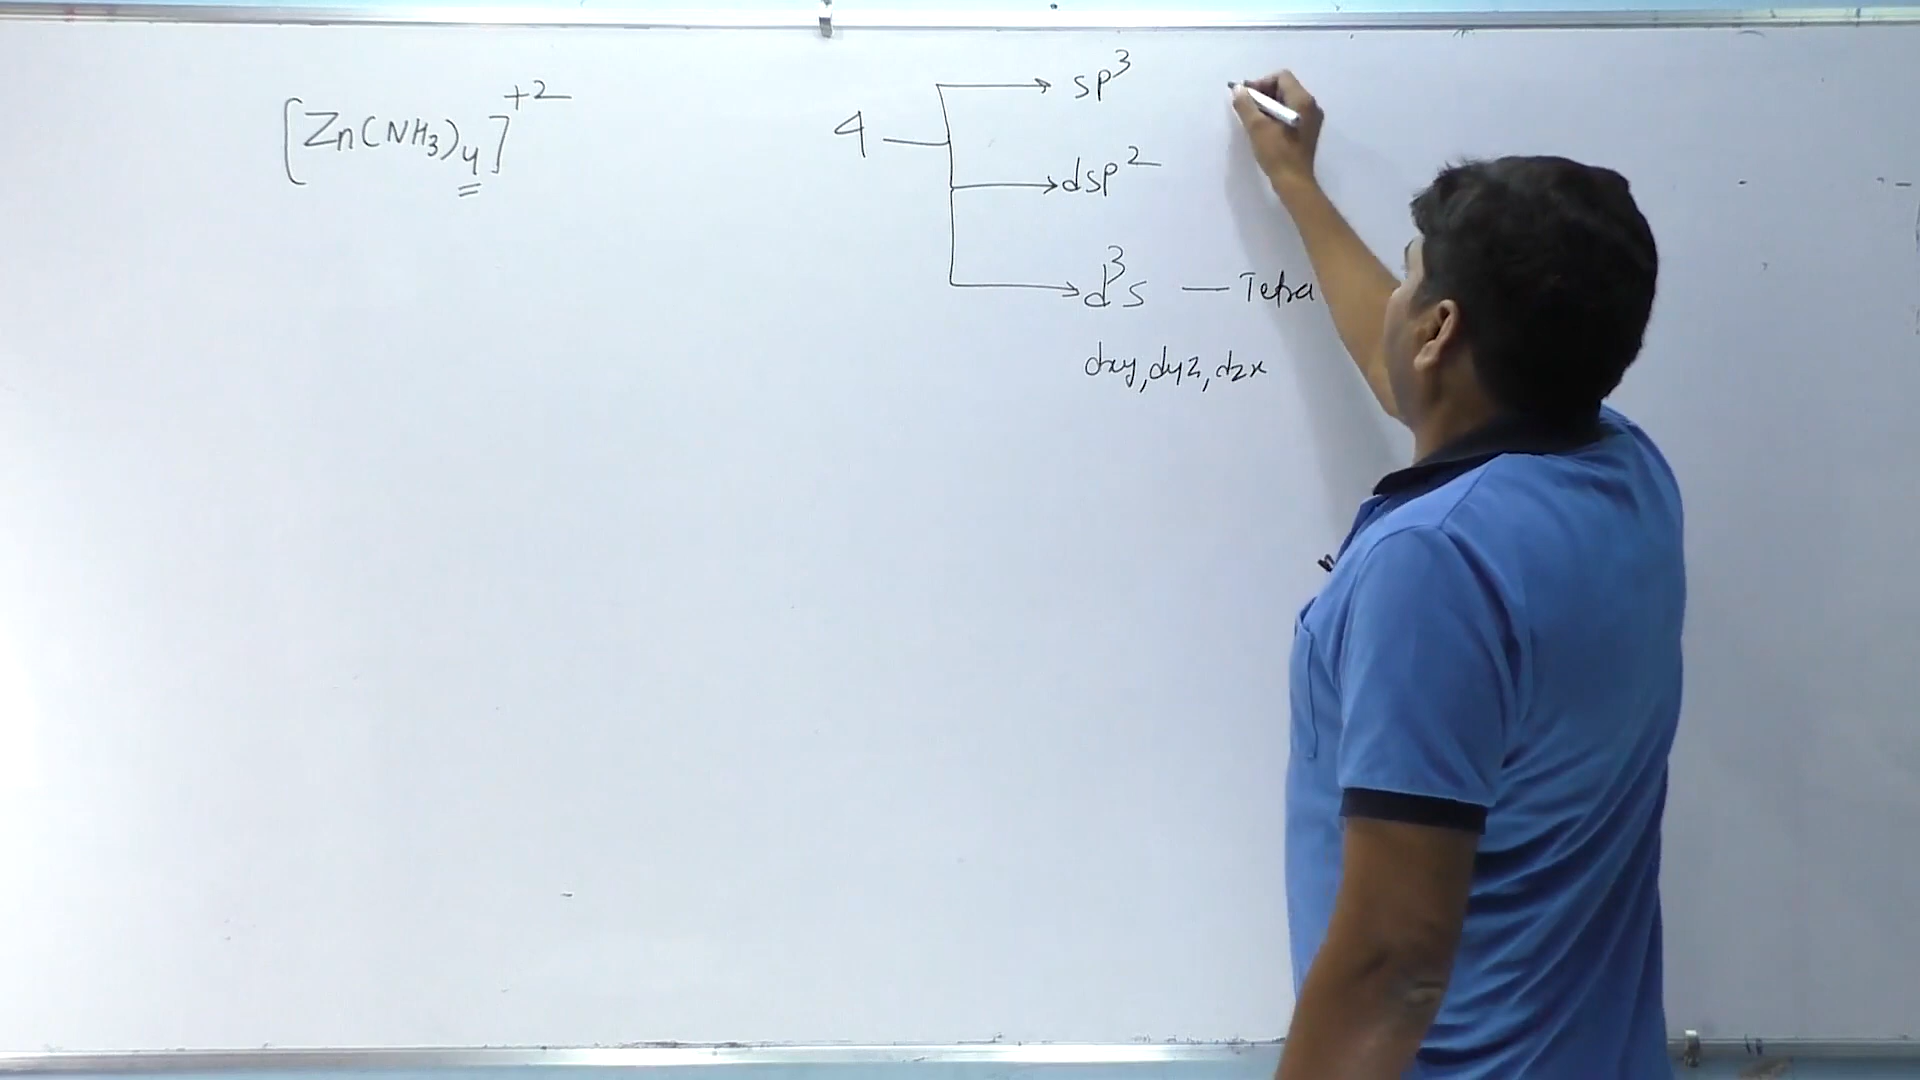 [Zn(NH3)4]+2
4
sp3
dsp2
d3s — Tetra
dxy, dyz, dzx